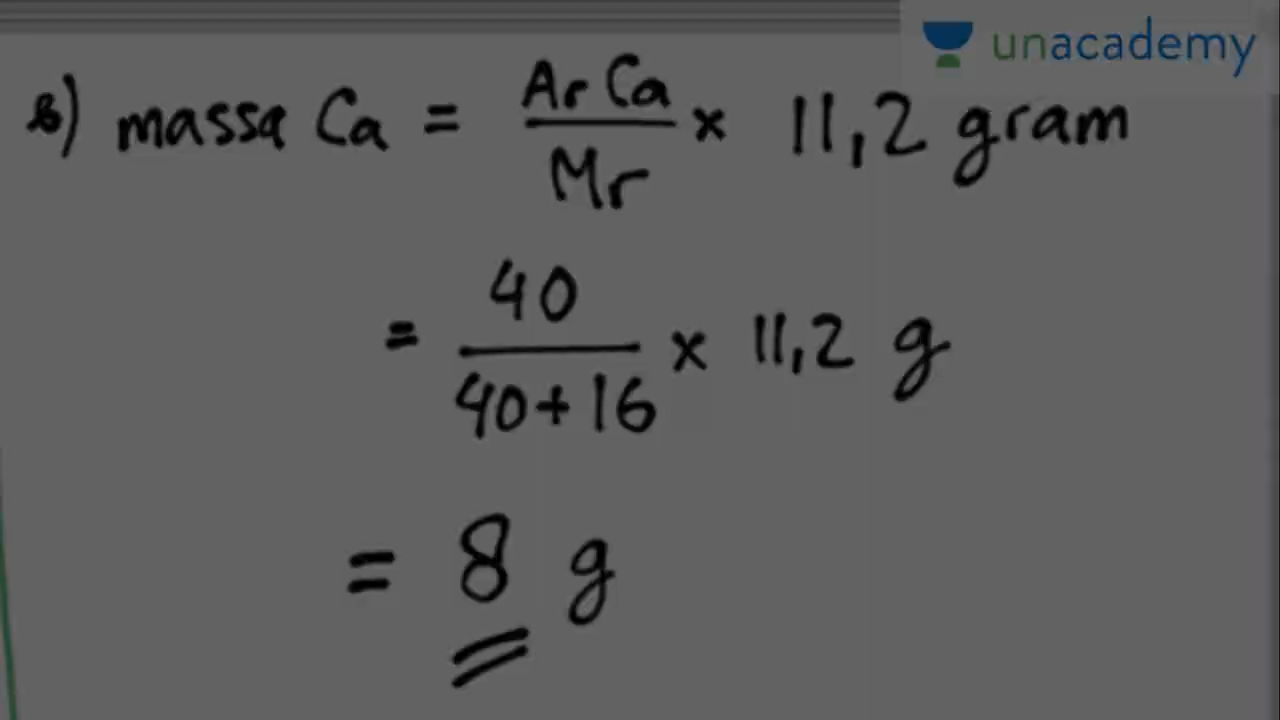 unacademy
b) massa Ca = Ar Ca / Mr × 11,2 gram
= 40 / 40+16 × 11,2 g
= 8 g